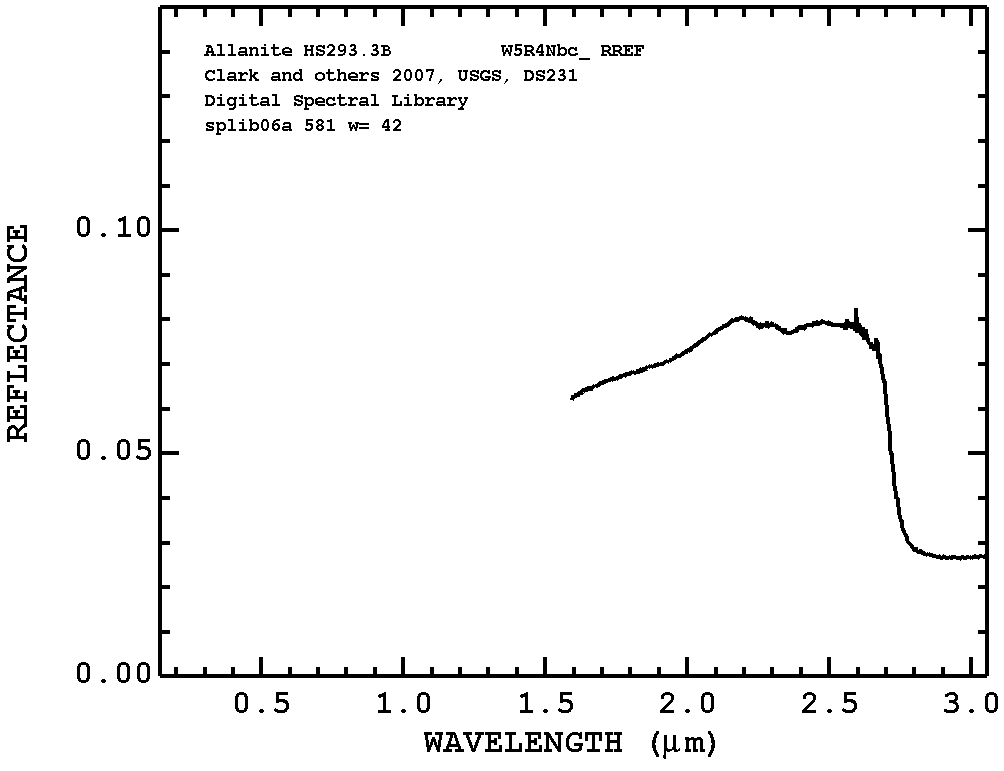 Allanite HS293.3B W5R4Nbc_ RREF
Clark and others 2007, USGS, DS231
Digital Spectral Library
splib06a 581 w= 42
REFLECTANCE
0.10
0.05
0.00
0.5 1.0 1.5 2.0 2.5 3.0
WAVELENGTH (μm)